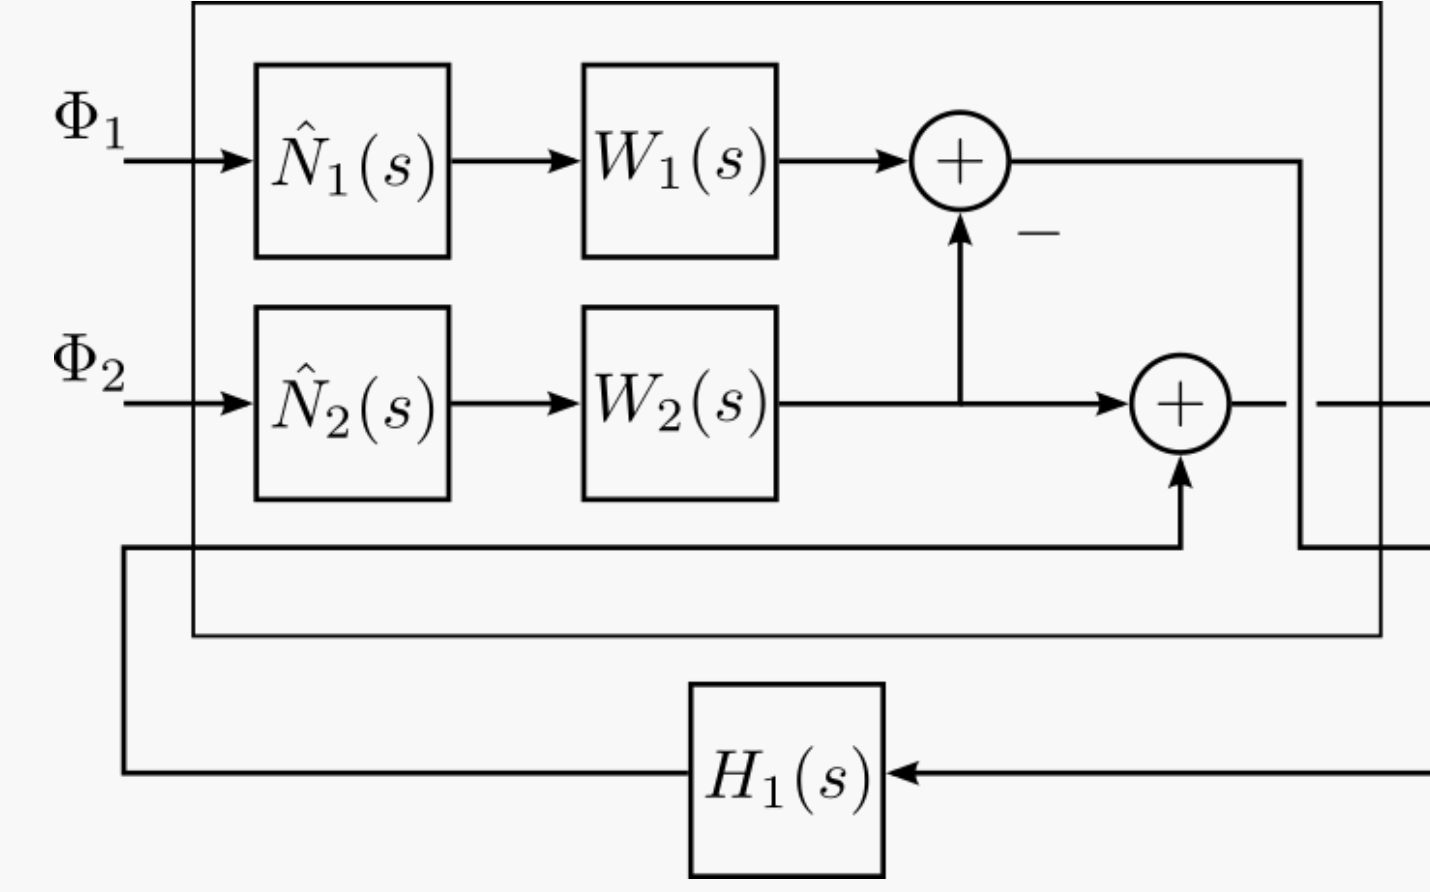 Φ₁
N̂₁(s)
W₁(s)
+
−
Φ₂
N̂₂(s)
W₂(s)
+
H₁(s)